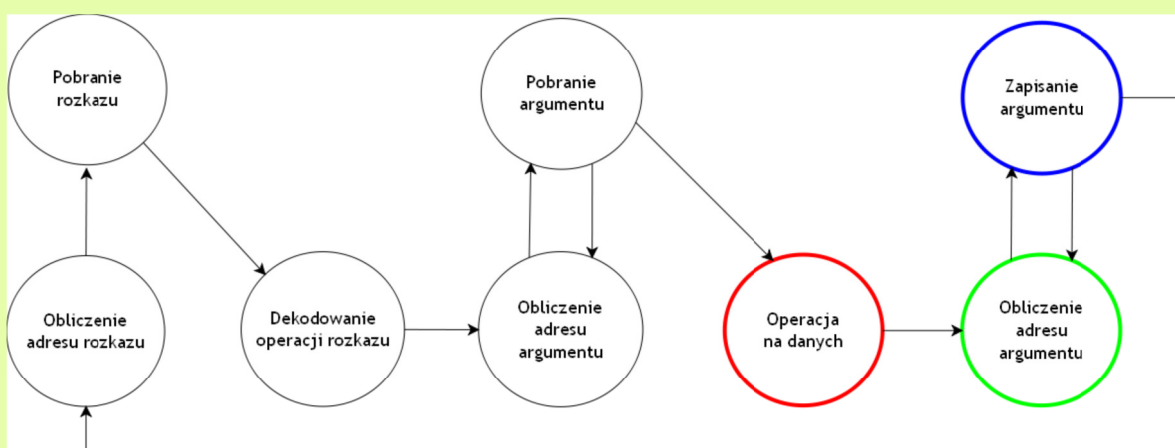 Pobranie
rozkazu
Pobranie
argumentu
Zapisanie
argumentu
Obliczenie
adresu rozkazu
Dekodowanie
operacji rozkazu
Obliczenie
adresu
argumentu
Operacja
na danych
Obliczenie
adresu
argumentu